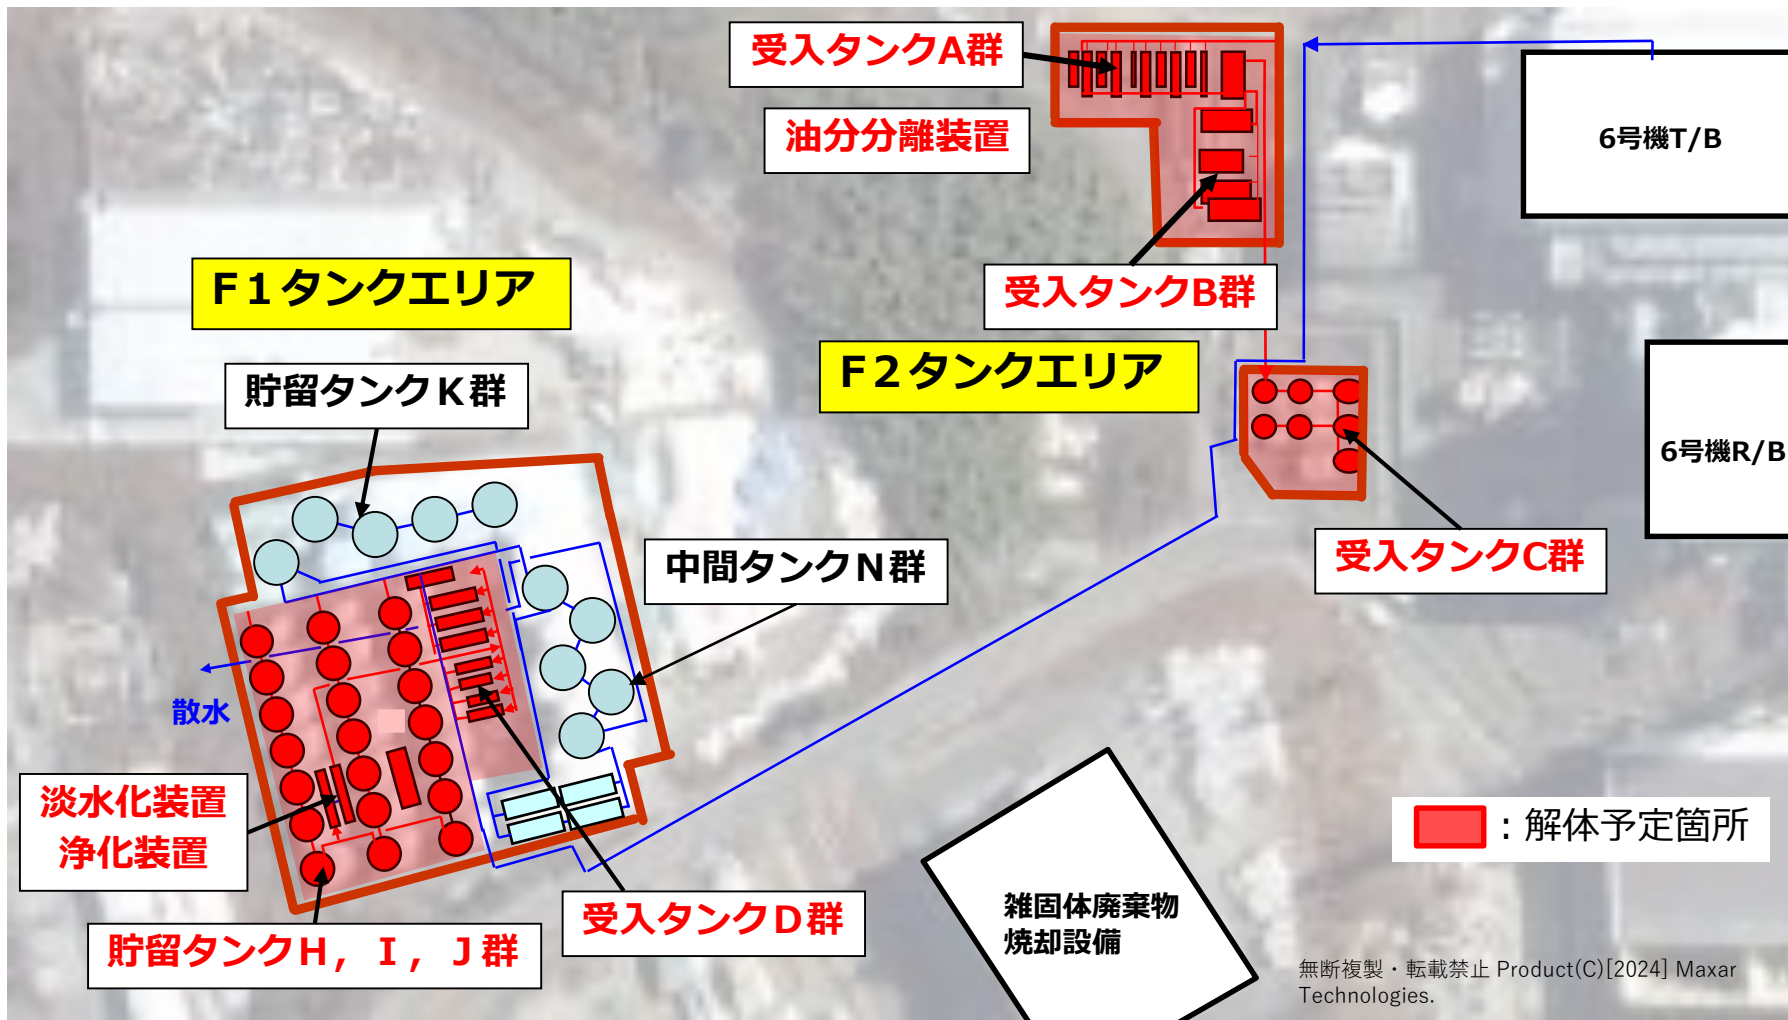 受入タンクA群
油分分離装置
6号機T/B
F1タンクエリア
受入タンクB群
F2タンクエリア
貯留タンクK群
6号機R/B
中間タンクN群
受入タンクC群
散水
淡水化装置
浄化装置
：解体予定箇所
受入タンクD群
雑固体廃棄物
焼却設備
貯留タンクH，I，J群
無断複製・転載禁止 Product(C)[2024] Maxar
Technologies.